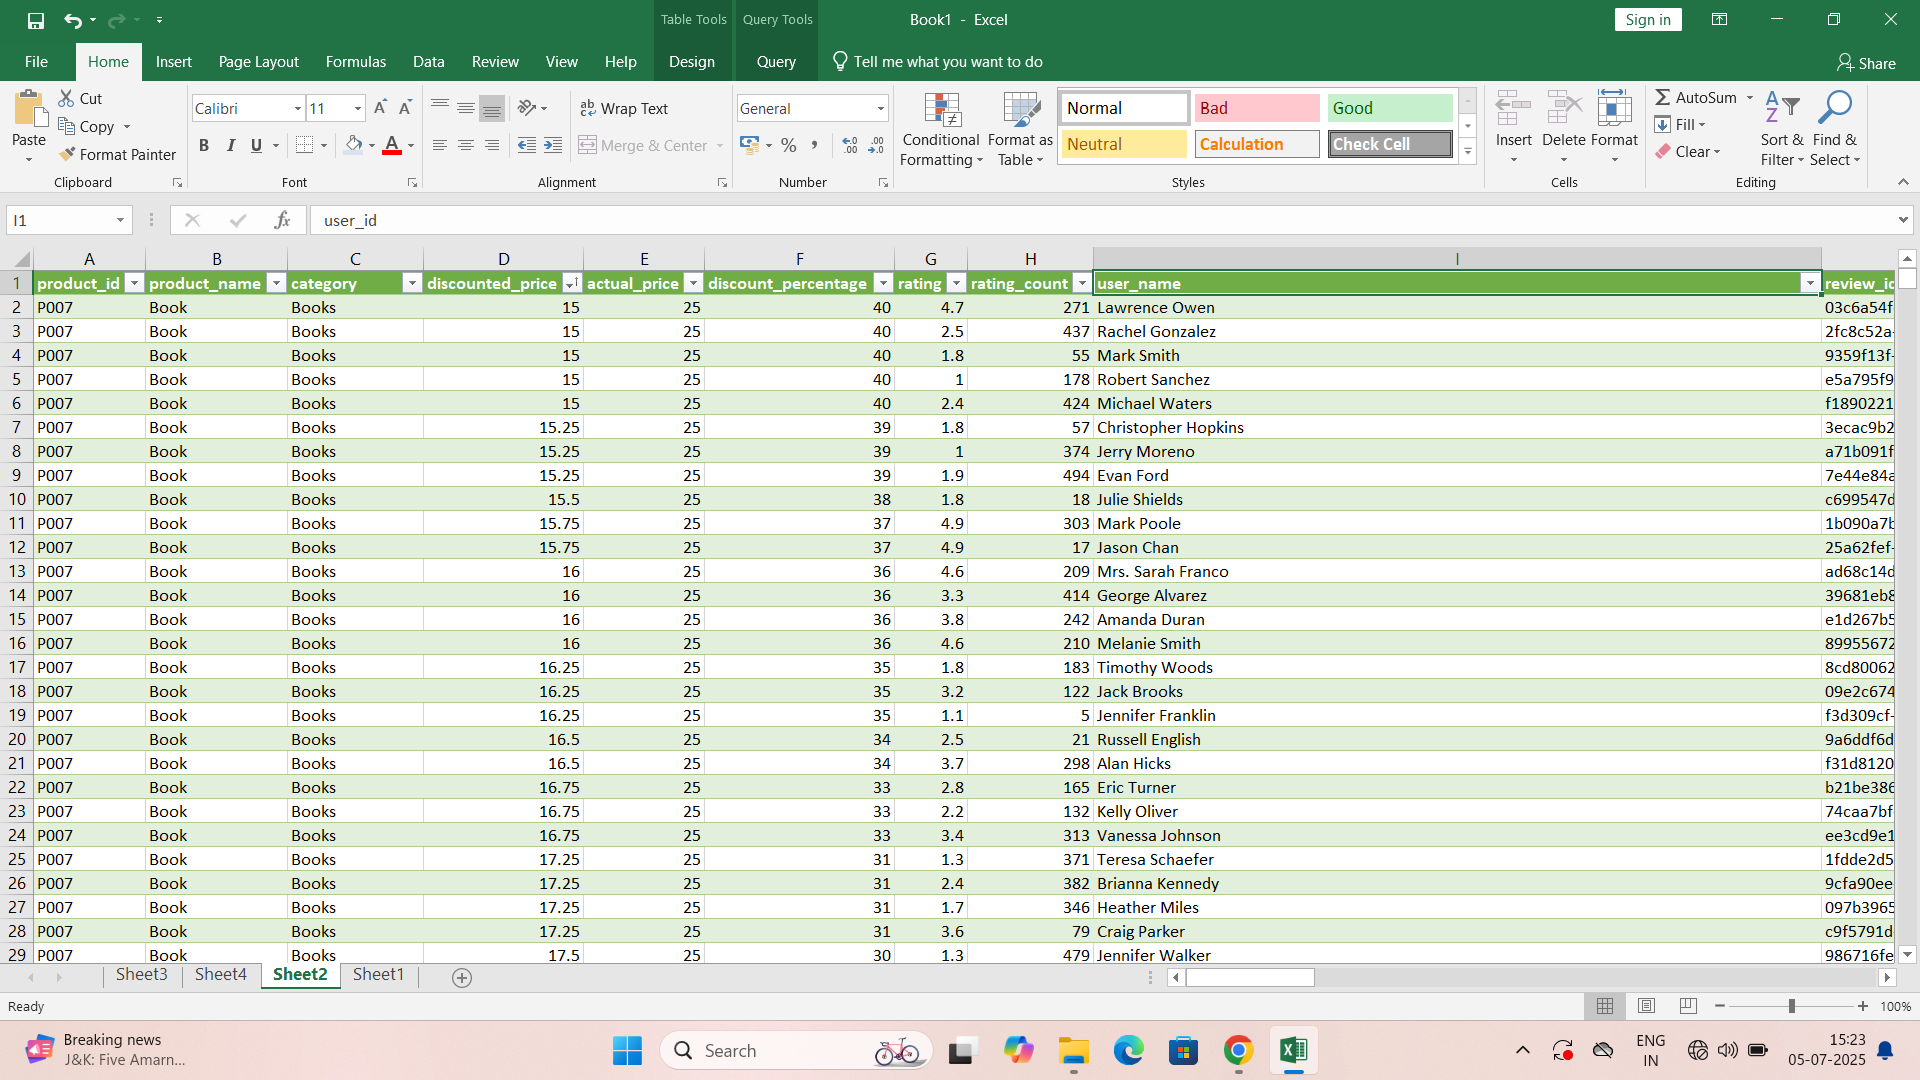 Table Tools Query Tools Book1 - Excel Sign in
File Home Insert Page Layout Formulas Data Review View Help Design Query Tell me what you want to do Share
Paste Cut Calibri 11 Wrap Text General Conditional Formatting Format as Table Normal Bad Good Insert Delete Format AutoSum Sort & Filter Find & Select
Copy B I U Merge & Center % , Neutral Calculation Check Cell Fill
Format Painter Clear
Clipboard Font Alignment Number Styles Cells Editing
I1 fx user_id
A B C D E F G H I
1 product_id product_name category discounted_price actual_price discount_percentage rating rating_count user_name review_ic
2 P007 Book Books 15 25 40 4.7 271 Lawrence Owen 03c6a54f
3 P007 Book Books 15 25 40 2.5 437 Rachel Gonzalez 2fc8c52a-
4 P007 Book Books 15 25 40 1.8 55 Mark Smith 9359f13f-
5 P007 Book Books 15 25 40 1 178 Robert Sanchez e5a795f9
6 P007 Book Books 15 25 40 2.4 424 Michael Waters f1890221
7 P007 Book Books 15.25 25 39 1.8 57 Christopher Hopkins 3ecac9b2
8 P007 Book Books 15.25 25 39 1 374 Jerry Moreno a71b091f
9 P007 Book Books 15.25 25 39 1.9 494 Evan Ford 7e44e84a
10 P007 Book Books 15.5 25 38 1.8 18 Julie Shields c699547d
11 P007 Book Books 15.75 25 37 4.9 303 Mark Poole 1b090a7b
12 P007 Book Books 15.75 25 37 4.9 17 Jason Chan 25a62fef-
13 P007 Book Books 16 25 36 4.6 209 Mrs. Sarah Franco ad68c14d
14 P007 Book Books 16 25 36 3.3 414 George Alvarez 39681eb8
15 P007 Book Books 16 25 36 3.8 242 Amanda Duran e1d267b5
16 P007 Book Books 16 25 36 4.6 210 Melanie Smith 89955672
17 P007 Book Books 16.25 25 35 1.8 183 Timothy Woods 8cd80062
18 P007 Book Books 16.25 25 35 3.2 122 Jack Brooks 09e2c674
19 P007 Book Books 16.25 25 35 1.1 5 Jennifer Franklin f3d309cf-
20 P007 Book Books 16.5 25 34 2.5 21 Russell English 9a6ddf6d
21 P007 Book Books 16.5 25 34 3.7 298 Alan Hicks f31d8120
22 P007 Book Books 16.75 25 33 2.8 165 Eric Turner b21be386
23 P007 Book Books 16.75 25 33 2.2 132 Kelly Oliver 74caa7bf
24 P007 Book Books 16.75 25 33 3.4 313 Vanessa Johnson ee3cd9e1
25 P007 Book Books 17.25 25 31 1.3 371 Teresa Schaefer 1fdde2d5
26 P007 Book Books 17.25 25 31 2.4 382 Brianna Kennedy 9cfa90ee
27 P007 Book Books 17.25 25 31 1.7 346 Heather Miles 097b3965
28 P007 Book Books 17.25 25 31 3.6 79 Craig Parker c9f5791d
29 P007 Book Books 17.5 25 30 1.3 479 Jennifer Walker 986716fe
Sheet3 Sheet4 Sheet2 Sheet1
Ready 100%
Breaking news Search ENG 15:23
J&K: Five Amarn... IN 05-07-2025